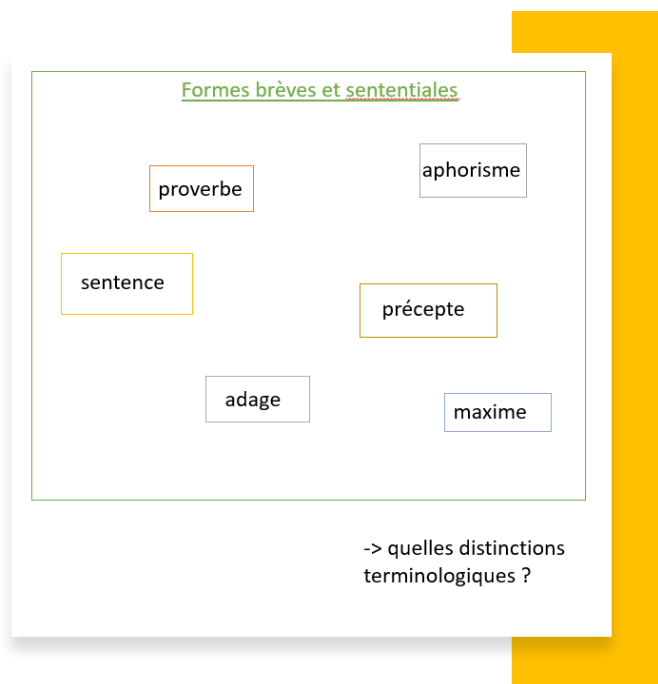 Formes brèves et sententiales
aphorisme
proverbe
sentence
précepte
adage
maxime
-> quelles distinctions
terminologiques ?